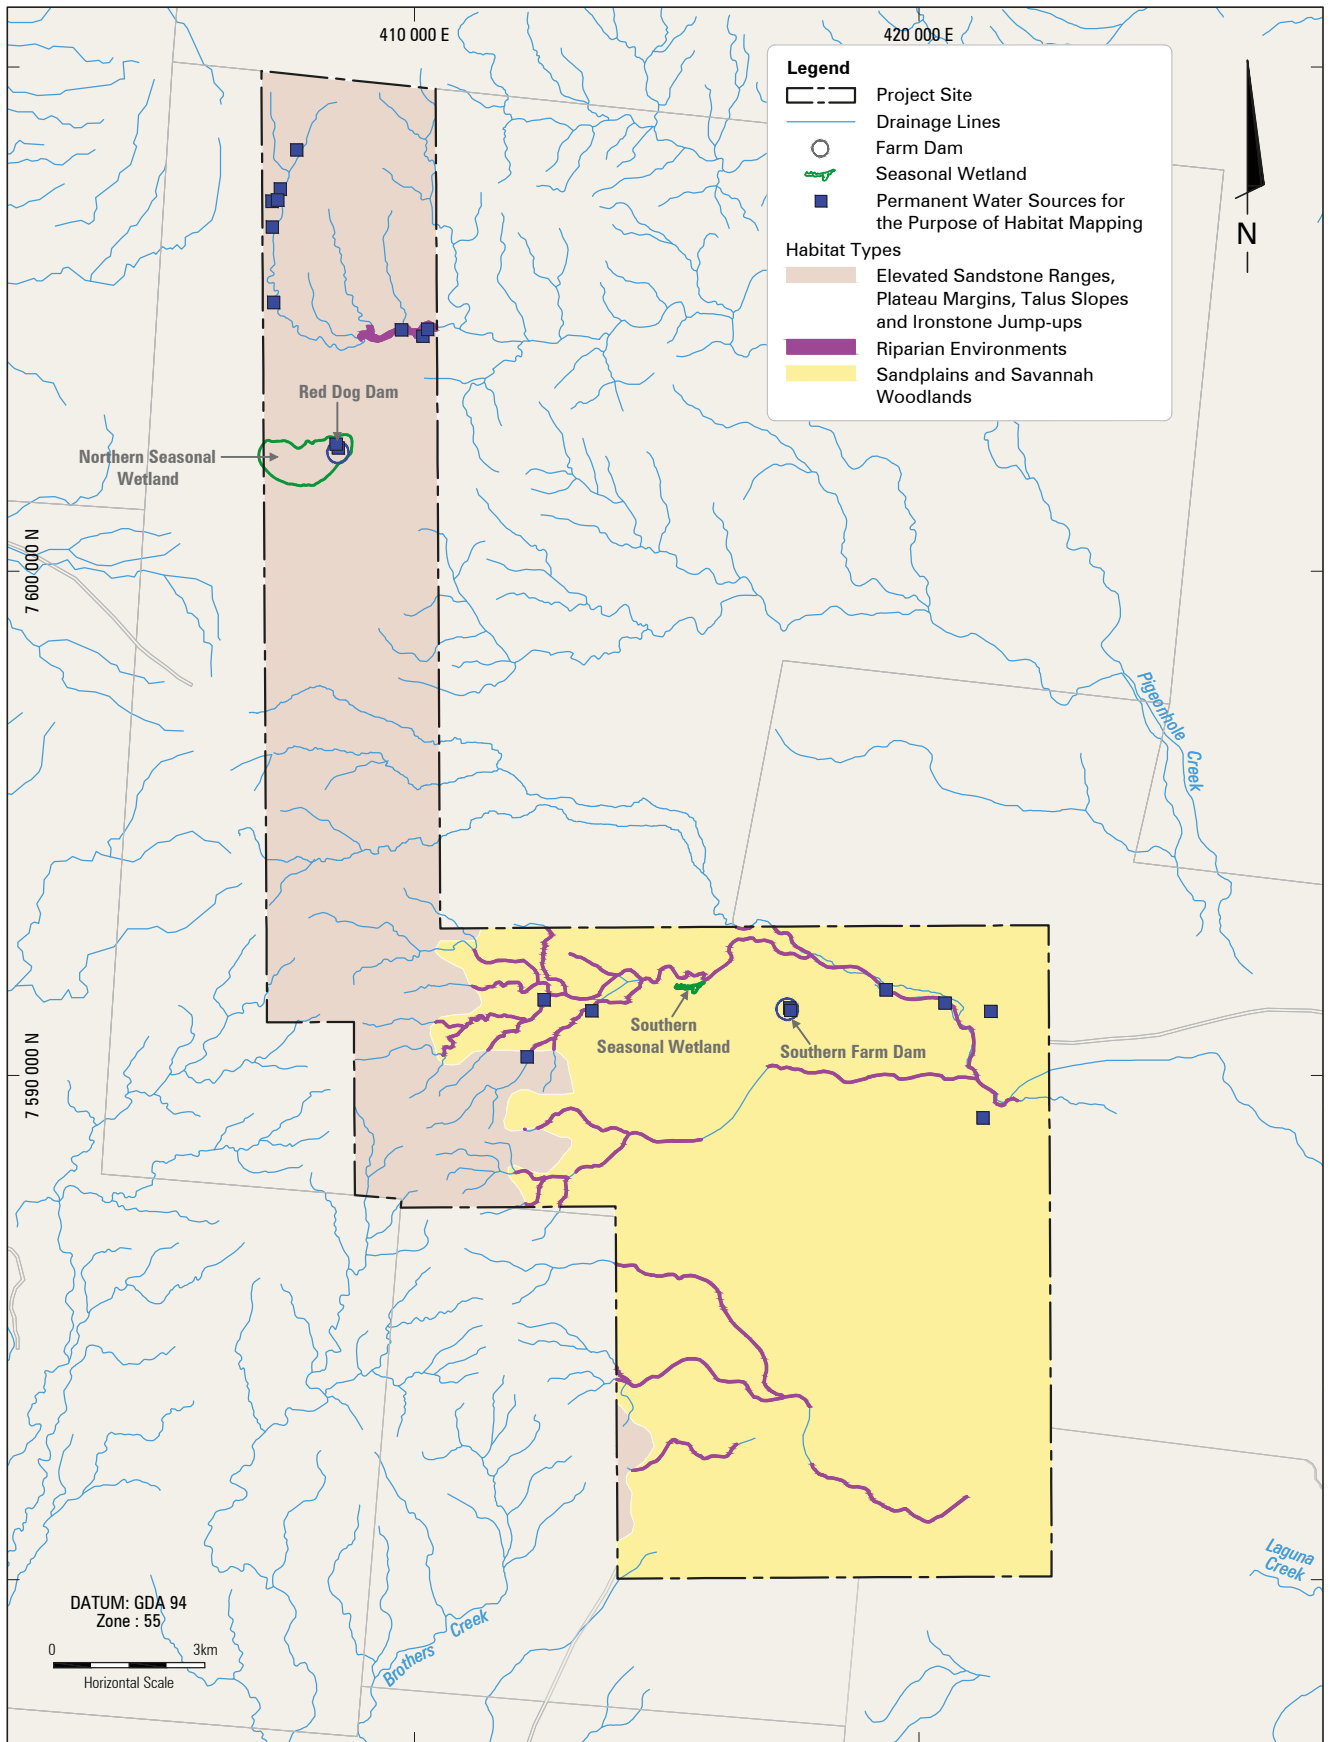 410 000 E
420 000 E
Legend
Project Site
Drainage Lines
Farm Dam
Seasonal Wetland
Permanent Water Sources for
the Purpose of Habitat Mapping
Habitat Types
Elevated Sandstone Ranges,
Plateau Margins, Talus Slopes
and Ironstone Jump-ups
Riparian Environments
Sandplains and Savannah
Woodlands
N
Red Dog Dam
Northern Seasonal
Wetland
7 600 000 N
Pigeonhole
Creek
Southern
Seasonal Wetland
Southern Farm Dam
7 590 000 N
Laguna
Creek
Brothers Creek
DATUM: GDA 94
Zone : 55
0 3km
Horizontal Scale